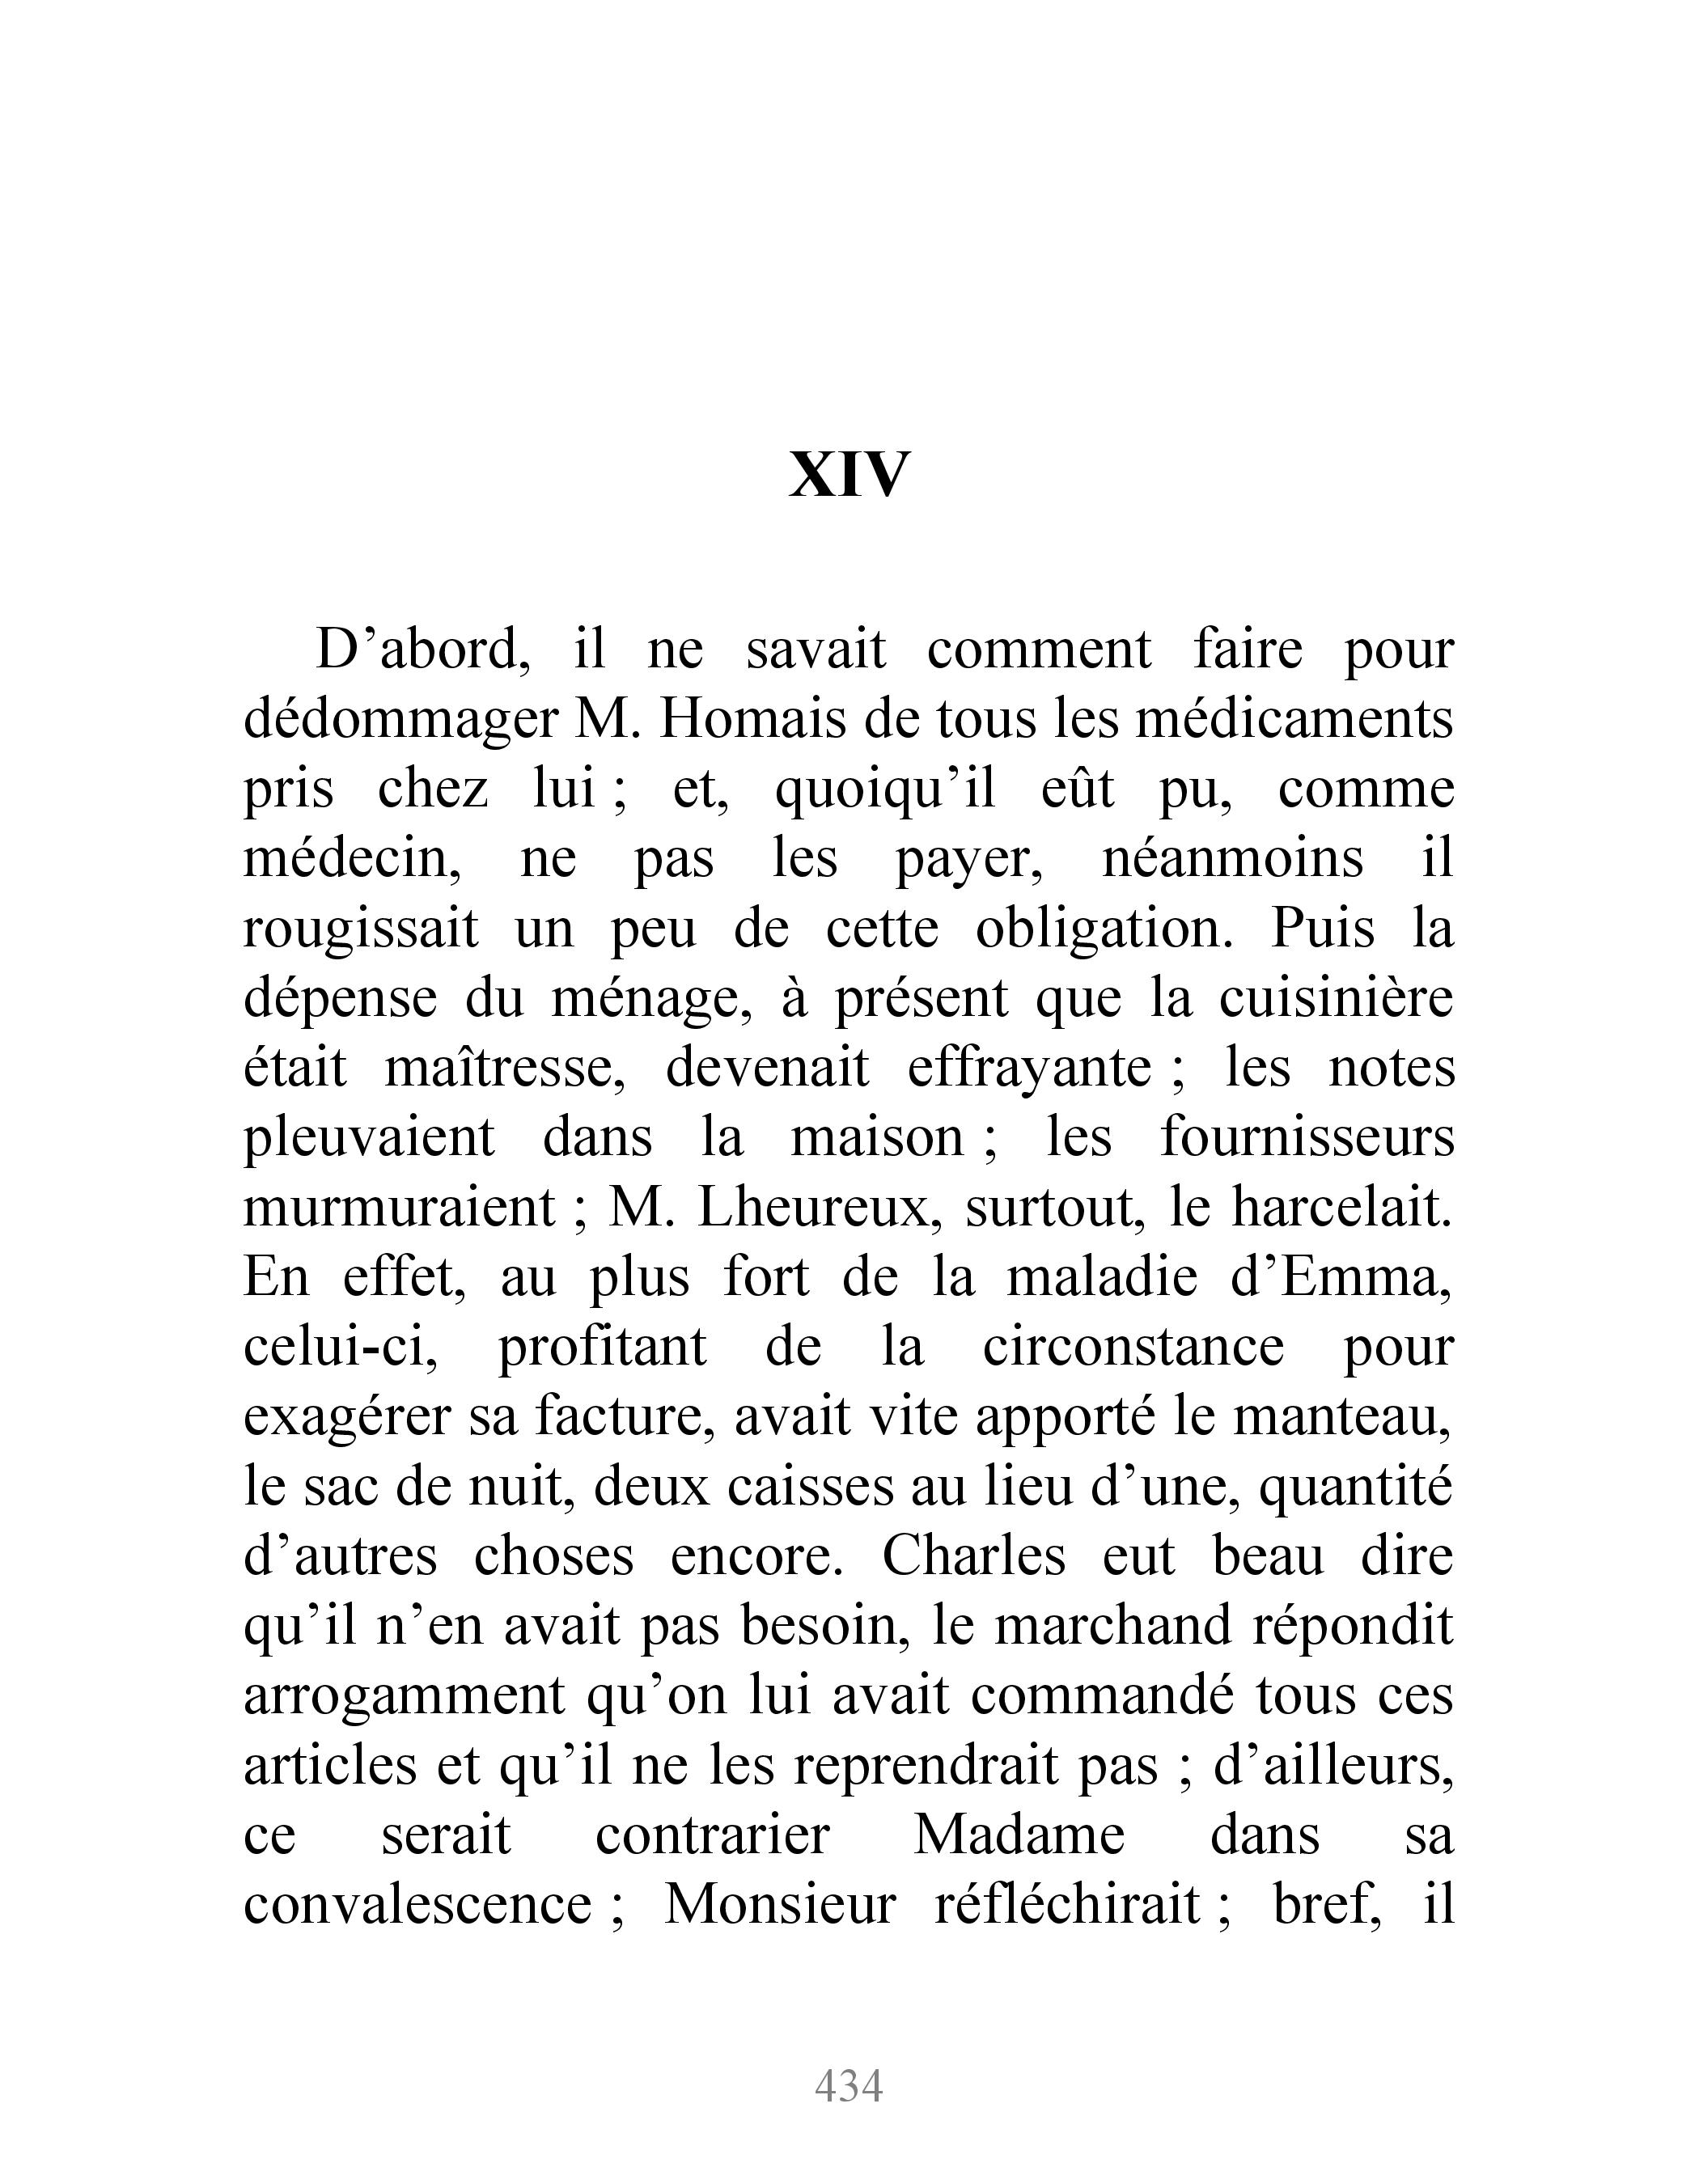 XIV
D’abord, il ne savait comment faire pour
dédommager M. Homais de tous les médicaments
pris chez lui ; et, quoiqu’il eût pu, comme
médecin, ne pas les payer, néanmoins il
rougissait un peu de cette obligation. Puis la
dépense du ménage, à présent que la cuisinière
était maîtresse, devenait effrayante ; les notes
pleuvaient dans la maison ; les fournisseurs
murmuraient ; M. Lheureux, surtout, le harcelait.
En effet, au plus fort de la maladie d’Emma,
celui-ci, profitant de la circonstance pour
exagérer sa facture, avait vite apporté le manteau,
le sac de nuit, deux caisses au lieu d’une, quantité
d’autres choses encore. Charles eut beau dire
qu’il n’en avait pas besoin, le marchand répondit
arrogamment qu’on lui avait commandé tous ces
articles et qu’il ne les reprendrait pas ; d’ailleurs,
ce serait contrarier Madame dans sa
convalescence ; Monsieur réfléchirait ; bref, il
434